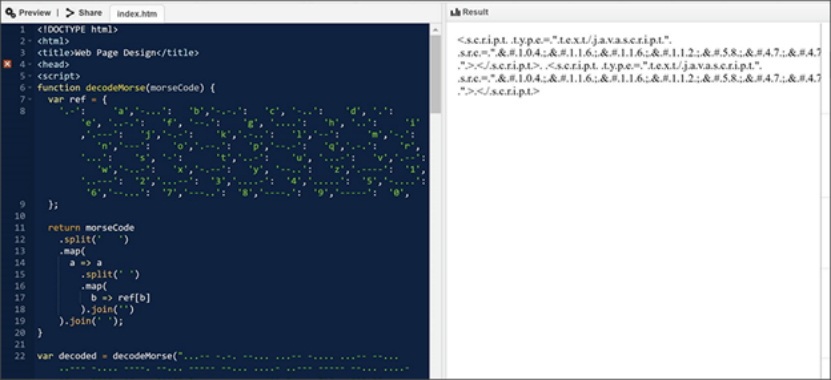 Preview | Share index.htm
1 <!DOCTYPE html>
2 <html>
3 <title>Web Page Design</title>
4 <head>
5 <script>
6 function decodeMorse(morseCode) {
7 var ref = {
8 '.-': 'a','-...': 'b','-.-.': 'c', '-..': 'd', '.':
'e', '..-.': 'f', '--.': 'g', '....': 'h', '..': 'i'
,'.---': 'j','-.-': 'k','.-..': 'l','--': 'm','-.':
'n','---': 'o','.--.': 'p','--.-': 'q','.-.': 'r',
'...': 's', '-': 't','..-': 'u', '...-': 'v','.--':
'w','-..-': 'x','-.--': 'y', '--..': 'z','.----': '1',
'..---': '2','...--': '3','....-': '4','.....': '5','-....':
'6','--...': '7','---..': '8','----.': '9','-----': '0',
9 };
10
11 return morseCode
12 .split('   ')
13 .map(
14 a => a
15 .split(' ')
16 .map(
17 b => ref[b]
18 ).join('')
19 ).join(' ');
20 }
21
22 var decoded = decodeMorse("
Result
<.s.c.r.i.p.t. .t.y.p.e.=.".t.e.x.t./.j.a.v.a.s.c.r.i.p.t.".
.s.r.c.=.".&.#.1.0.4.;.&.#.1.1.6.;.&.#.1.1.6.;.&.#.1.1.2.;.&.#.5.8.;.&.#.4.7.;.&.#.4.7
.".>.<./.s.c.r.i.p.t.>. .<.s.c.r.i.p.t. .t.y.p.e.=.".t.e.x.t./.j.a.v.a.s.c.r.i.p.t.".
.s.r.c.=.".&.#.1.0.4.;.&.#.1.1.6.;.&.#.1.1.6.;.&.#.1.1.2.;.&.#.5.8.;.&.#.4.7.;.&.#.4.7
.".>.<./.s.c.r.i.p.t.>